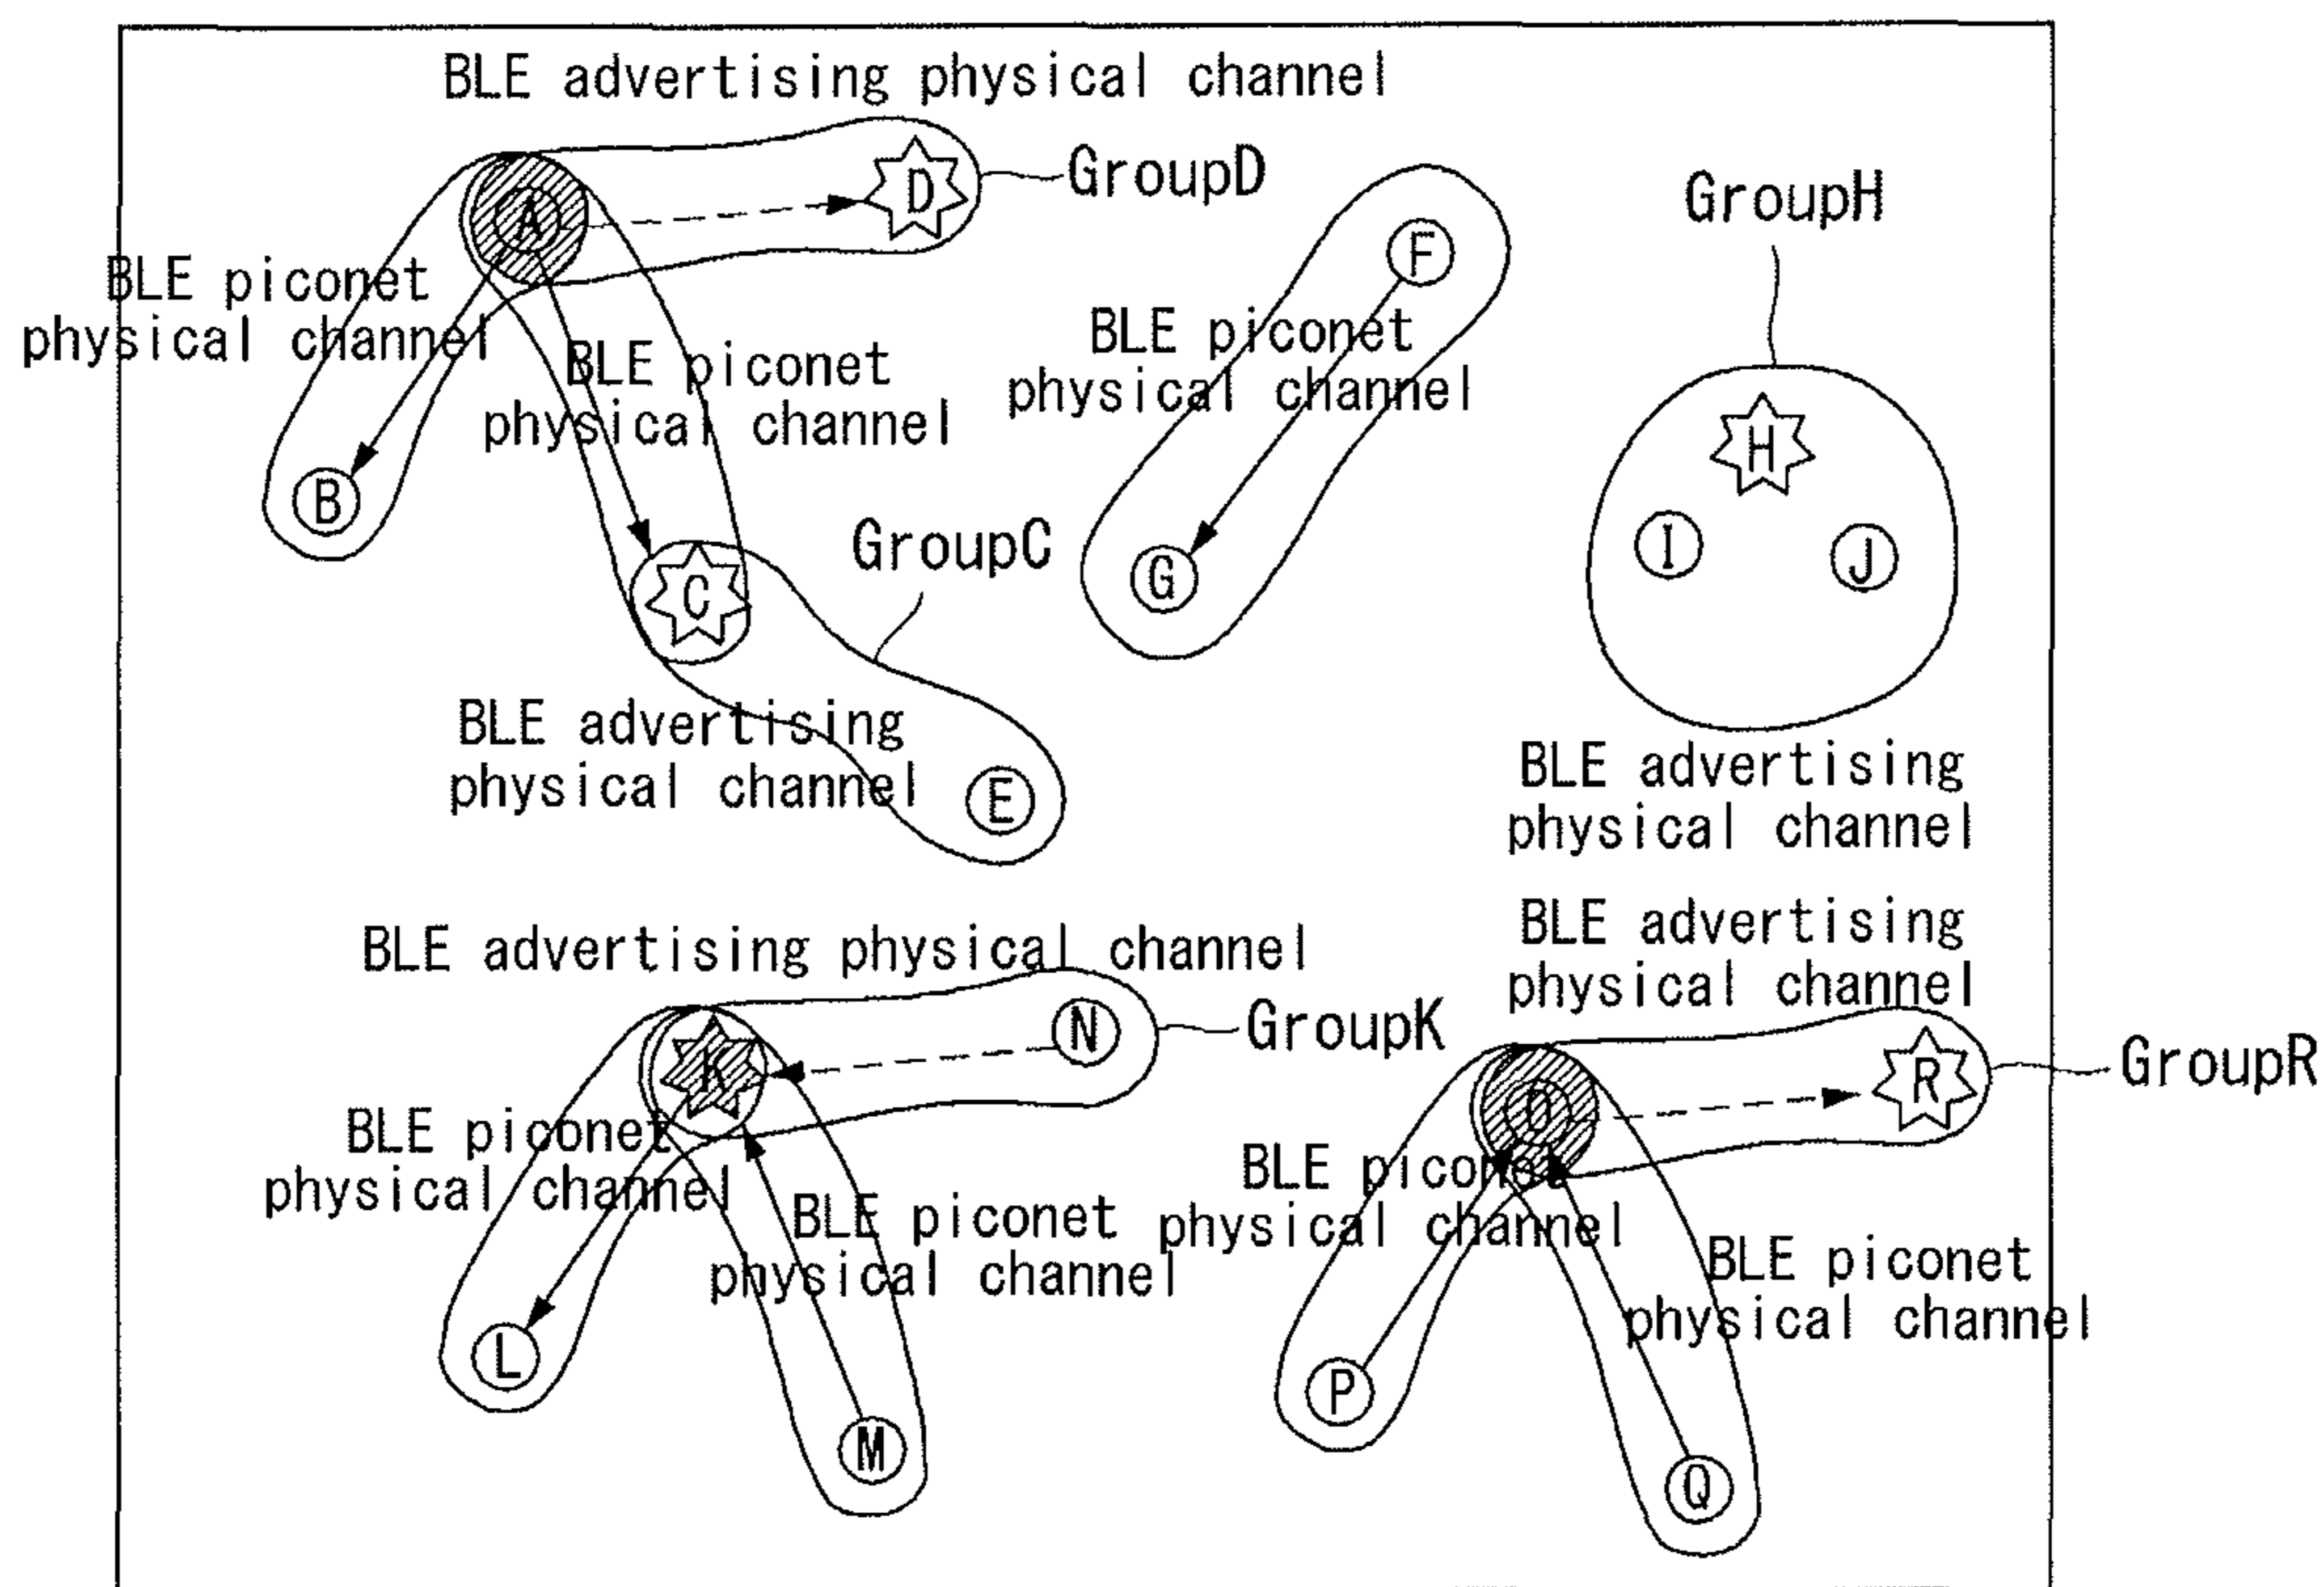 BLE advertising physical channel
D
GroupD
A
BLE piconet
physical channel
BLE piconet
physical channel
B
C
GroupC
BLE advertising
physical channel
E
F
BLE piconet
physical channel
G
GroupH
H
I
J
BLE advertising
physical channel
BLE advertising physical channel
N
GroupK
K
BLE piconet
physical channel
BLE piconet
physical channel
L
M
BLE advertising
physical channel
R
GroupR
O
BLE piconet
physical channel
BLE piconet
physical channel
P
Q